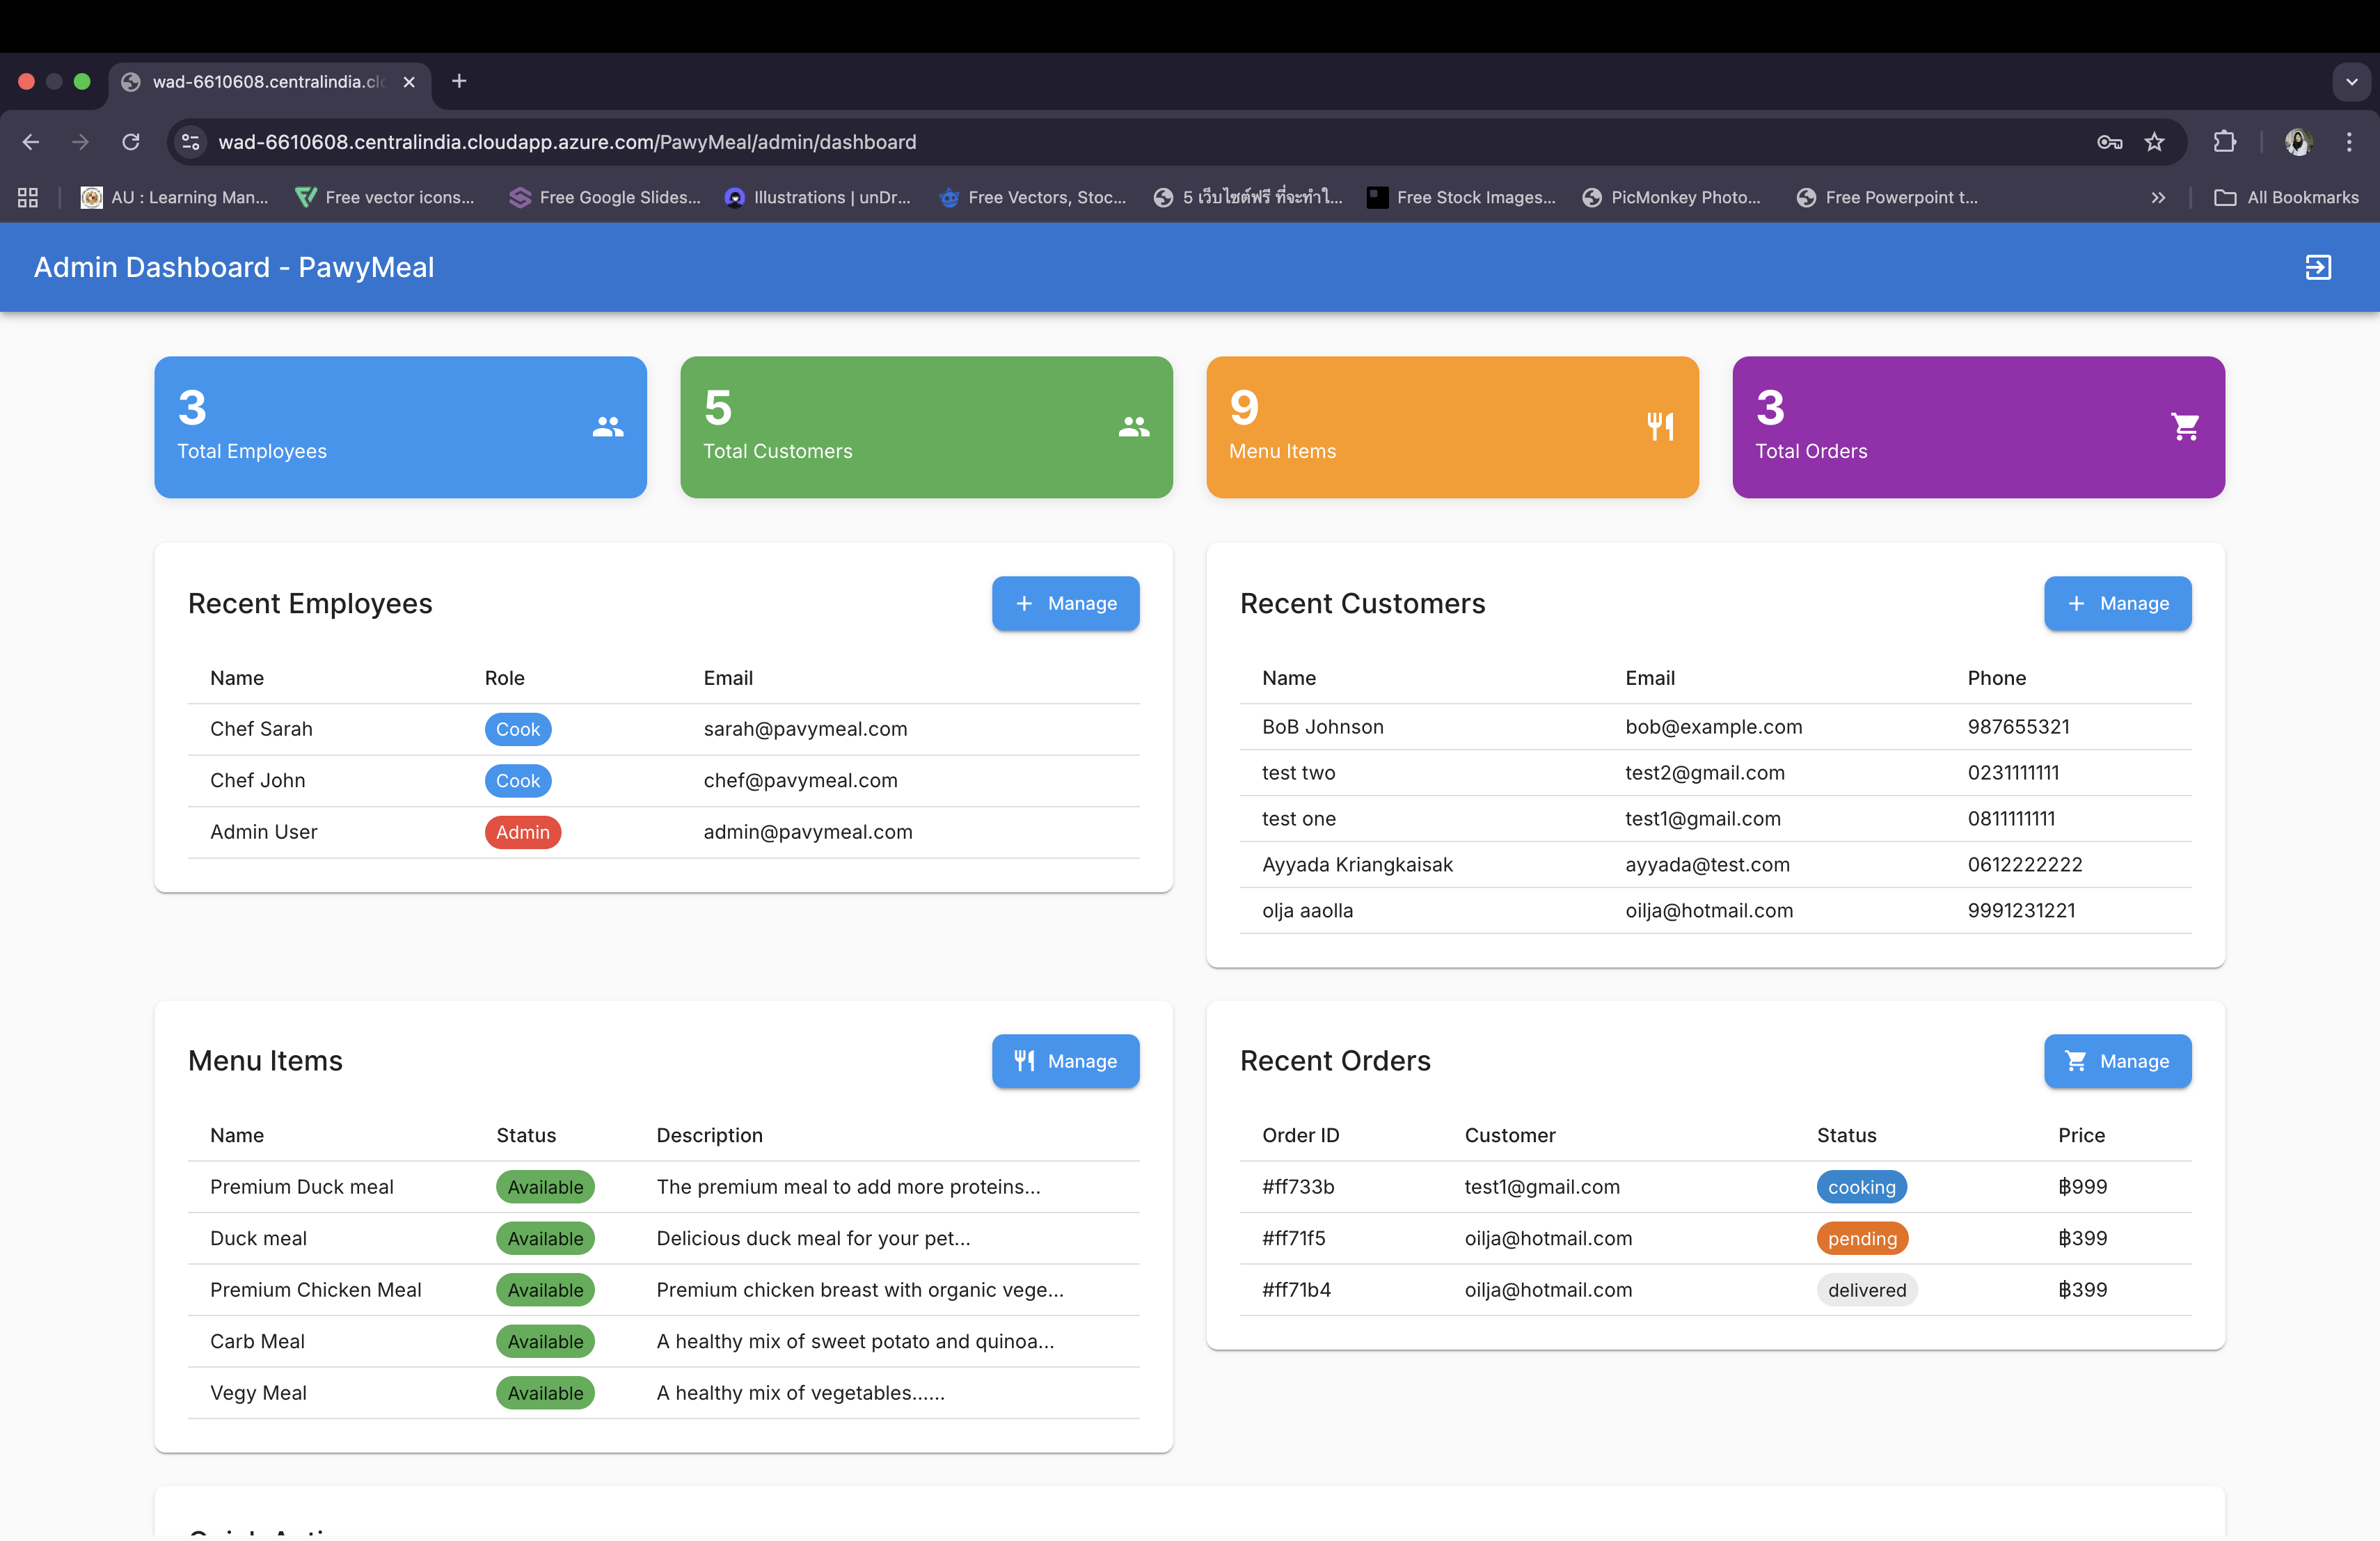 wad-6610608.centralindia.clo
wad-6610608.centralindia.cloudapp.azure.com/PawyMeal/admin/dashboard
AU : Learning Man...
Free vector icons...
Free Google Slides...
Illustrations | unDr...
Free Vectors, Stoc...
5 เว็บไซต์ฟรี ที่จะทำใ...
Free Stock Images...
PicMonkey Photo...
Free Powerpoint t...
All Bookmarks
Admin Dashboard - PawyMeal
3
Total Employees
5
Total Customers
9
Menu Items
3
Total Orders
Recent Employees
Manage
Name Role Email
Chef Sarah Cook sarah@pavymeal.com
Chef John Cook chef@pavymeal.com
Admin User Admin admin@pavymeal.com
Recent Customers
Manage
Name Email Phone
BoB Johnson bob@example.com 987655321
test two test2@gmail.com 0231111111
test one test1@gmail.com 0811111111
Ayyada Kriangkaisak ayyada@test.com 0612222222
olja aaolla oilja@hotmail.com 9991231221
Menu Items
Manage
Name Status Description
Premium Duck meal Available The premium meal to add more proteins...
Duck meal Available Delicious duck meal for your pet...
Premium Chicken Meal Available Premium chicken breast with organic vege...
Carb Meal Available A healthy mix of sweet potato and quinoa...
Vegy Meal Available A healthy mix of vegetables......
Recent Orders
Manage
Order ID Customer Status Price
#ff733b test1@gmail.com cooking ฿999
#ff71f5 oilja@hotmail.com pending ฿399
#ff71b4 oilja@hotmail.com delivered ฿399